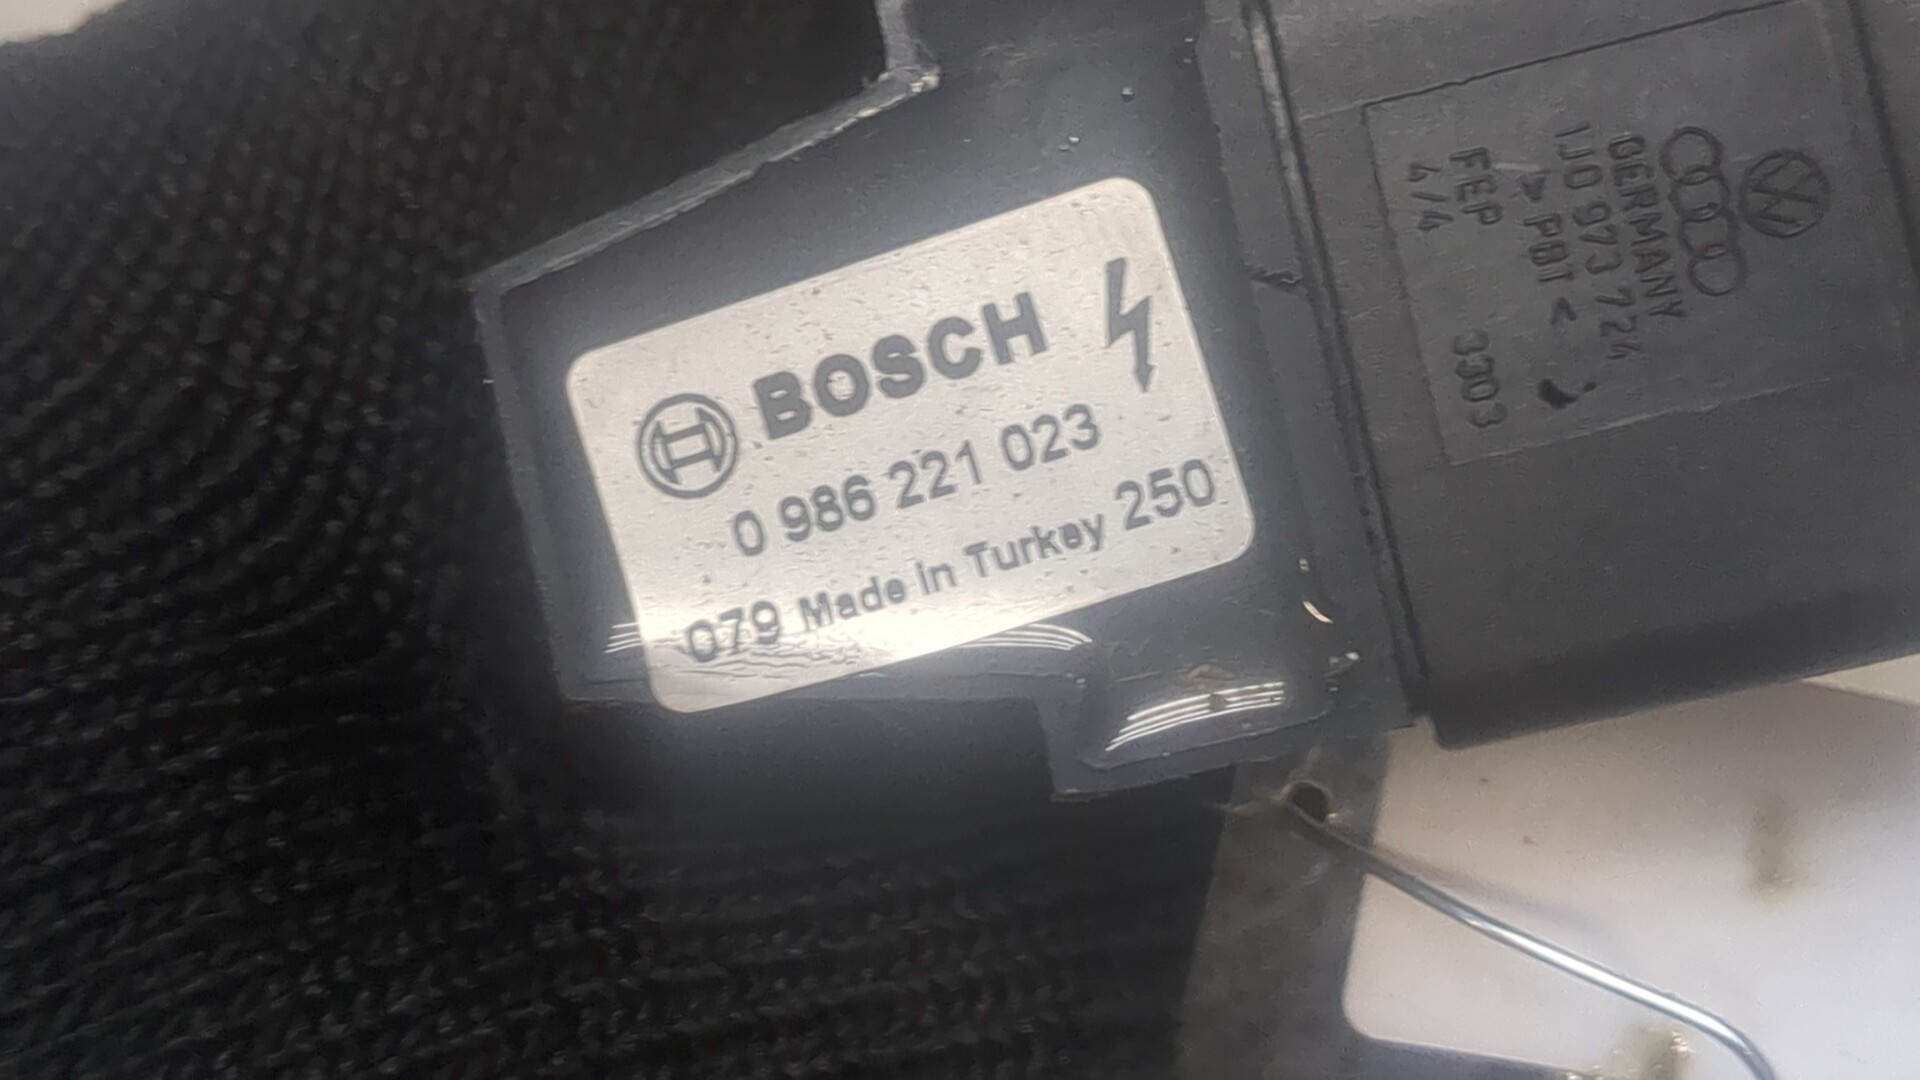 BOSCH
0 986 221 023
079 Made in Turkey 250
GERMANY
1J0 973 724
> PBT <
FEP 3303
4/4